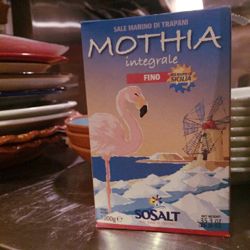 SALE MARINO DI TRAPANI
MOTHIA
integrale
FINO
SICILIA
SOSALT